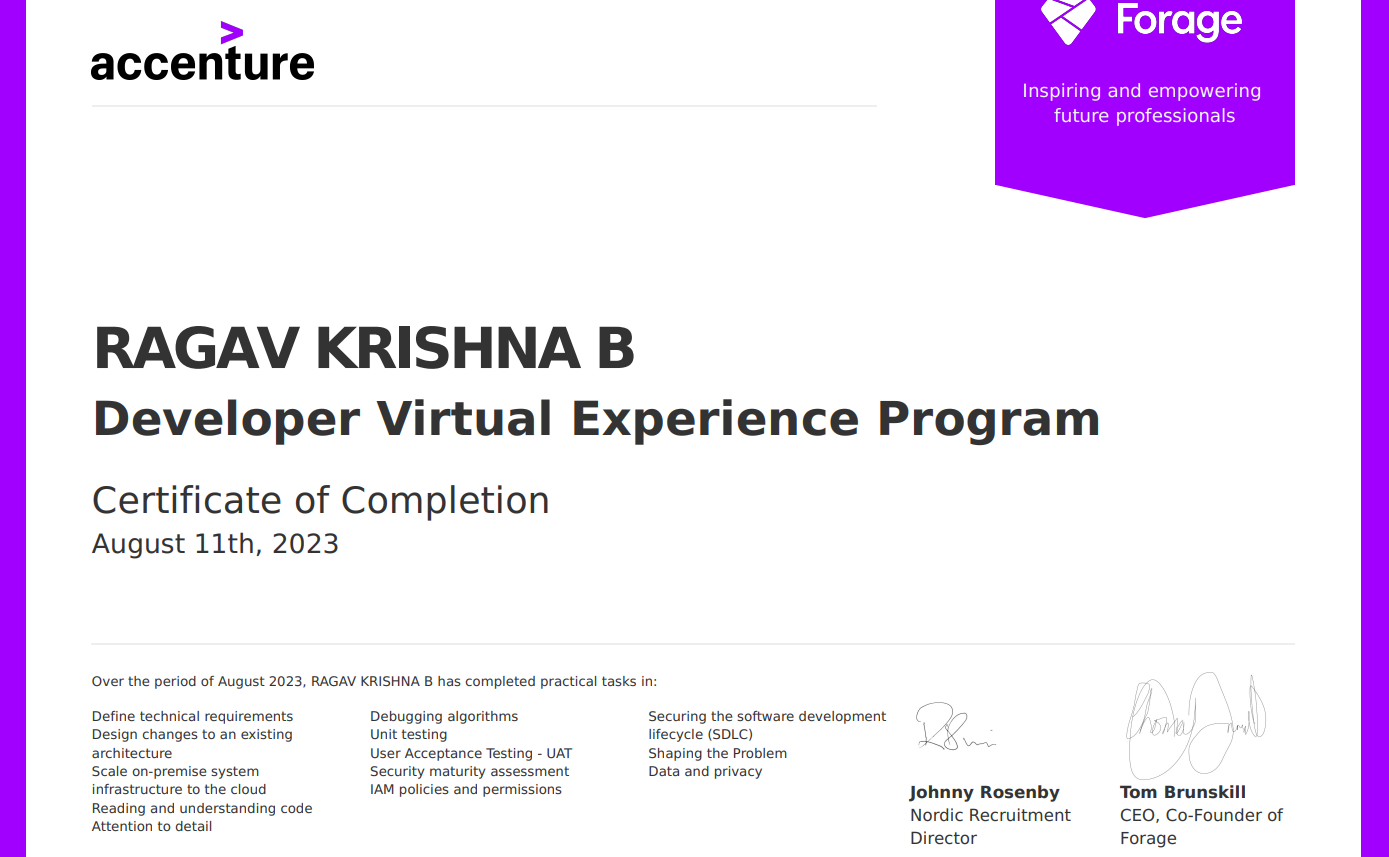 accenture
Forage
Inspiring and empowering
future professionals
RAGAV KRISHNA B
Developer Virtual Experience Program
Certificate of Completion
August 11th, 2023
Over the period of August 2023, RAGAV KRISHNA B has completed practical tasks in:
Define technical requirements
Design changes to an existing
architecture
Scale on-premise system
infrastructure to the cloud
Reading and understanding code
Attention to detail
Debugging algorithms
Unit testing
User Acceptance Testing - UAT
Security maturity assessment
IAM policies and permissions
Securing the software development
lifecycle (SDLC)
Shaping the Problem
Data and privacy
Johnny Rosenby
Nordic Recruitment
Director
Tom Brunskill
CEO, Co-Founder of
Forage